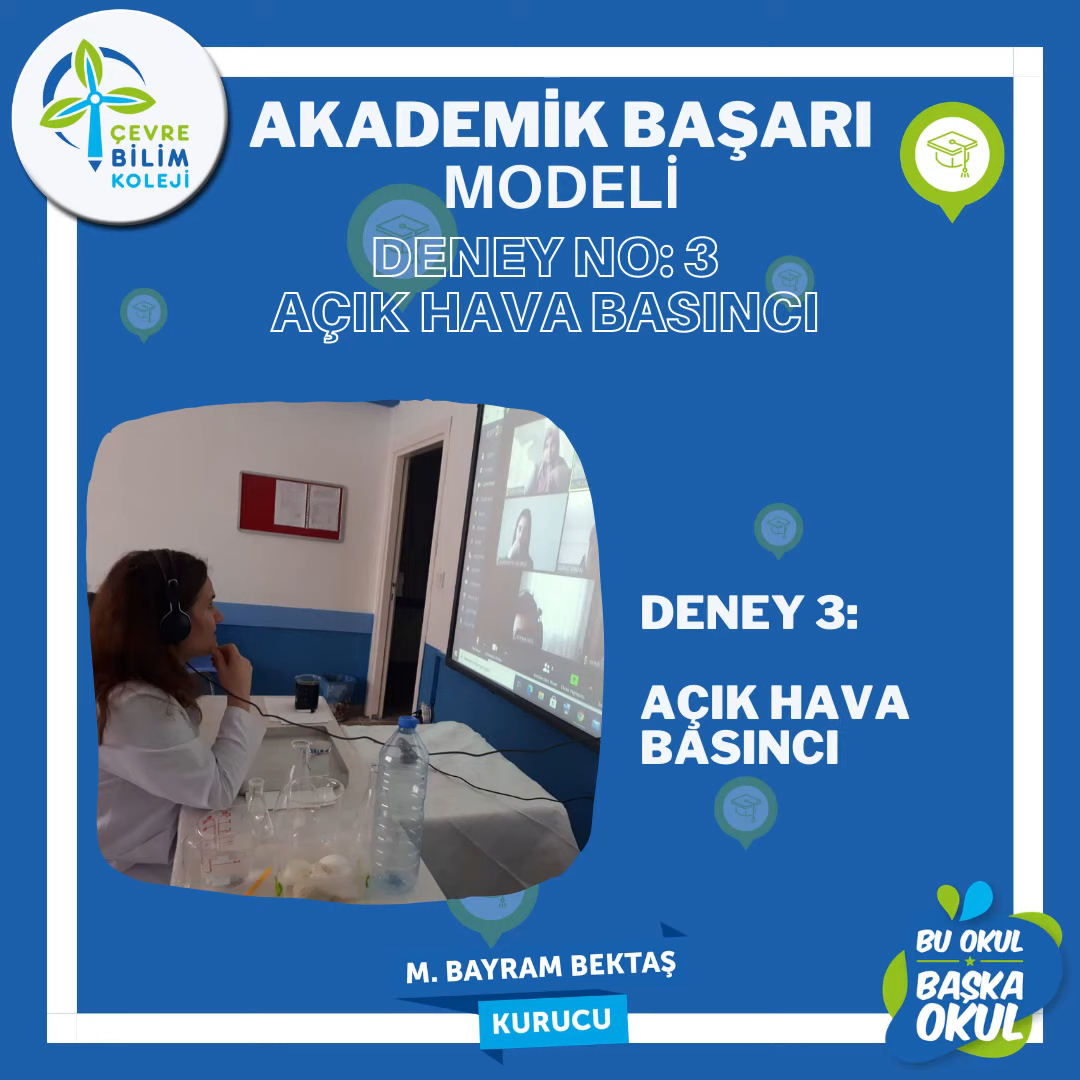 ÇEVRE
BİLİM
KOLEJİ
AKADEMİK BAŞARI
MODELİ
DENEY NO: 3
AÇIK HAVA BASINCI
DENEY 3:
AÇIK HAVA
BASINCI
M. BAYRAM BEKTAŞ
KURUCU
BU OKUL
BAŞKA
OKUL